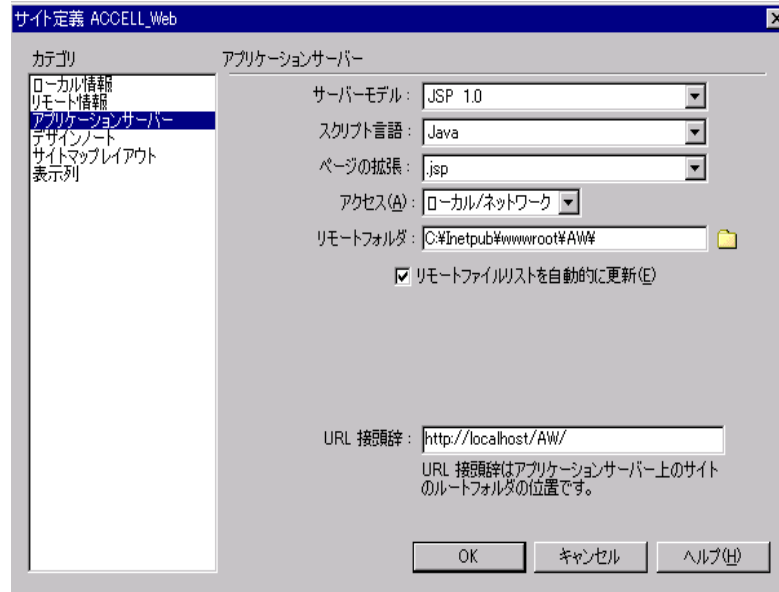 サイト定義 ACCELL_Web
カテゴリ
ローカル情報
リモート情報
アプリケーションサーバー
デザインノート
サイトマップレイアウト
表示列
アプリケーションサーバー
サーバーモデル : JSP 1.0
スクリプト言語 : Java
ページの拡張 : .jsp
アクセス(A) : ローカル/ネットワーク
リモートフォルダ : C:¥Inetpub¥wwwroot¥AW¥
リモートファイルリストを自動的に更新(E)
URL 接頭辞 : http://localhost/AW/
URL 接頭辞はアプリケーションサーバー上のサイト
のルートフォルダの位置です。
OK キャンセル ヘルプ(H)